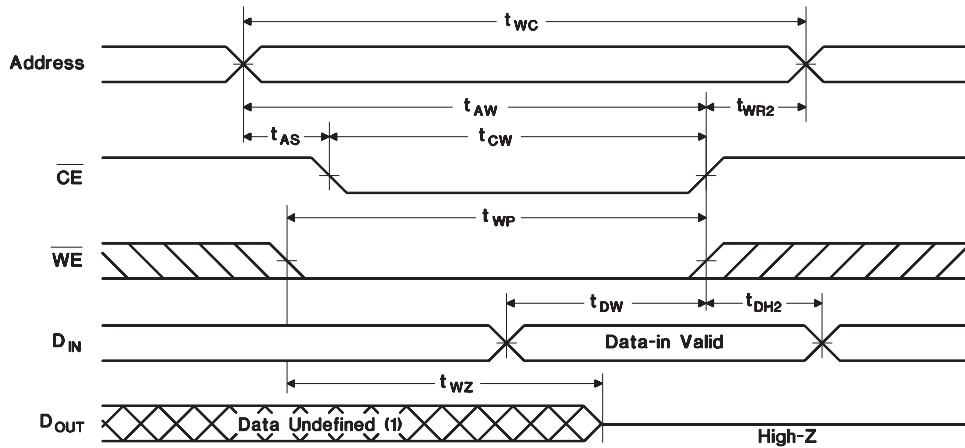 tWC
Address
tAW
tWR2
tAS
tCW
CE
tWP
WE
tDW
tDH2
DIN
Data-in Valid
tWZ
DOUT
Data Undefined (1)
High-Z